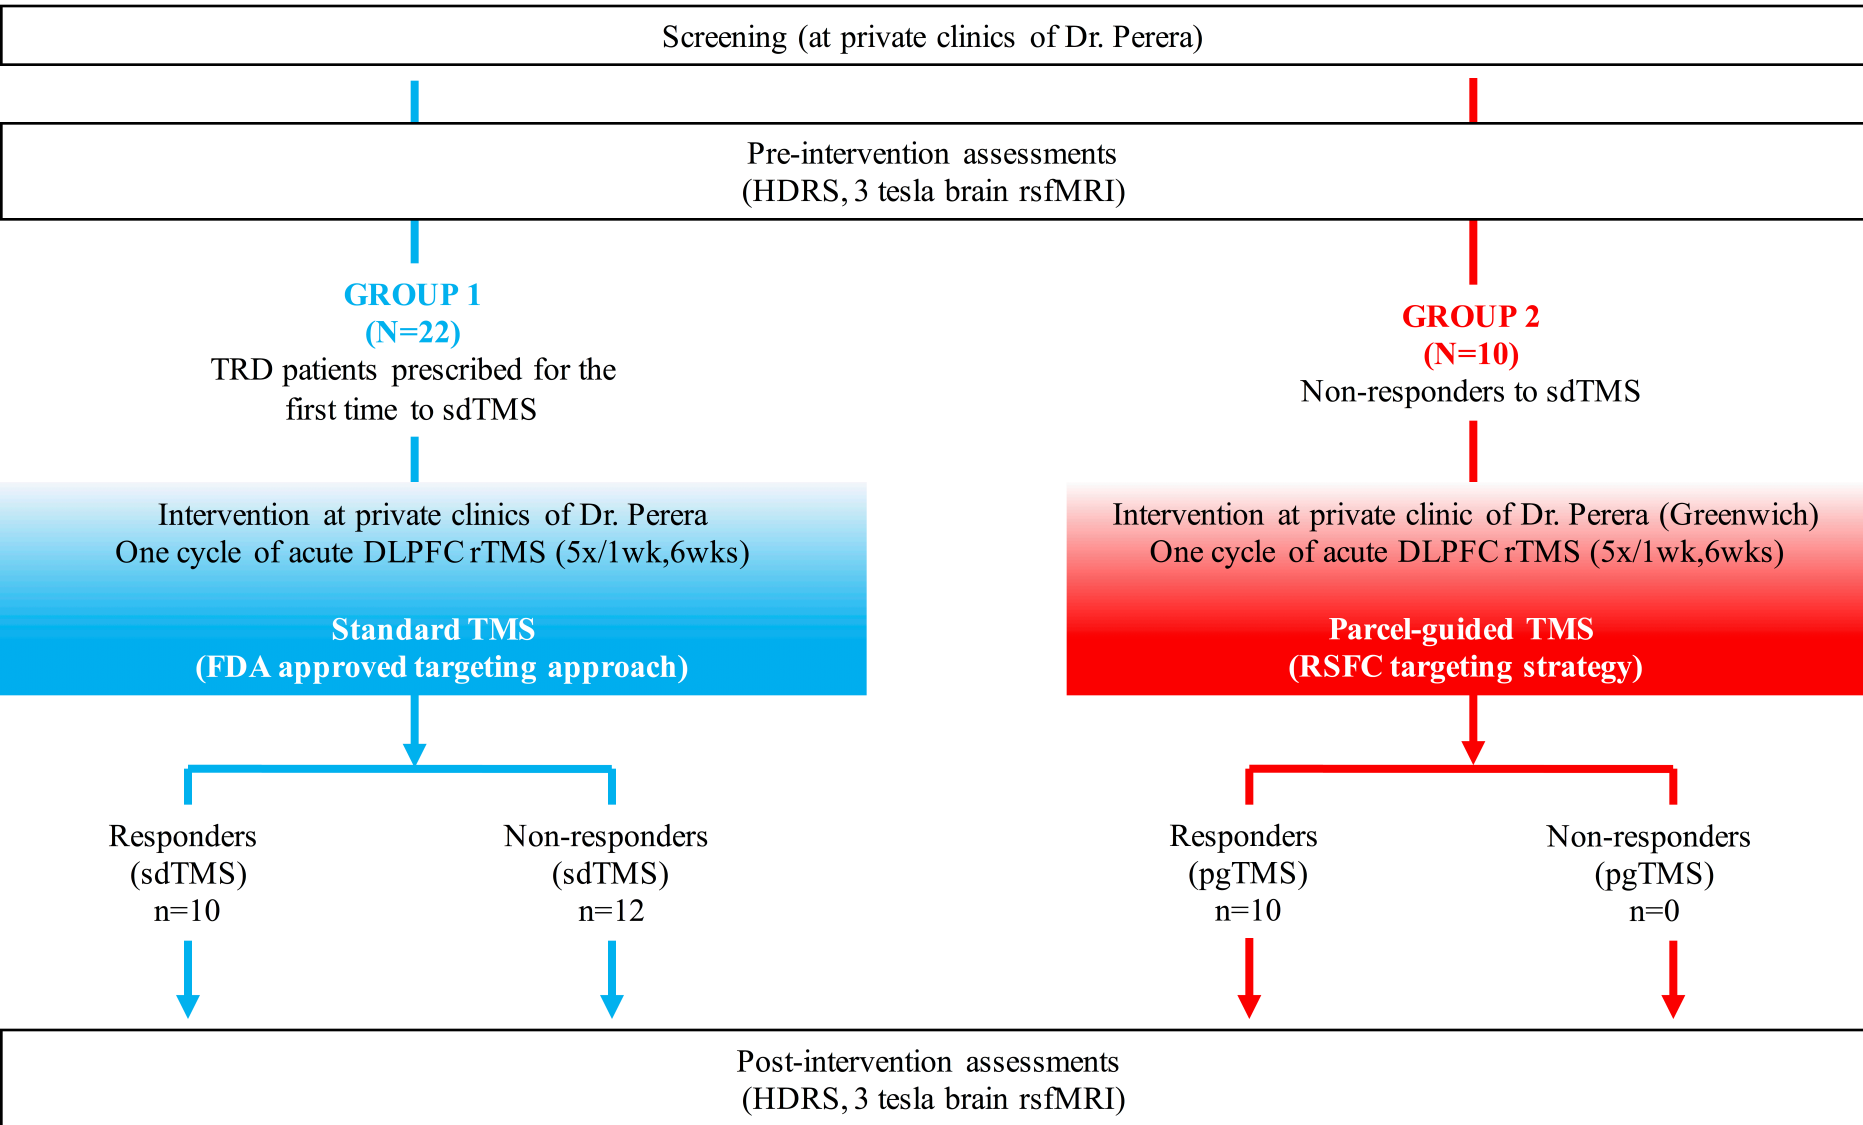 Screening (at private clinics of Dr. Perera)
Pre-intervention assessments
(HDRS, 3 tesla brain rsfMRI)
GROUP 1
(N=22)
TRD patients prescribed for the
first time to sdTMS
GROUP 2
(N=10)
Non-responders to sdTMS
Intervention at private clinics of Dr. Perera
One cycle of acute DLPFC rTMS (5x/1wk,6wks)
Standard TMS
(FDA approved targeting approach)
Intervention at private clinic of Dr. Perera (Greenwich)
One cycle of acute DLPFC rTMS (5x/1wk,6wks)
Parcel-guided TMS
(RSFC targeting strategy)
Responders
(sdTMS)
n=10
Non-responders
(sdTMS)
n=12
Responders
(pgTMS)
n=10
Non-responders
(pgTMS)
n=0
Post-intervention assessments
(HDRS, 3 tesla brain rsfMRI)